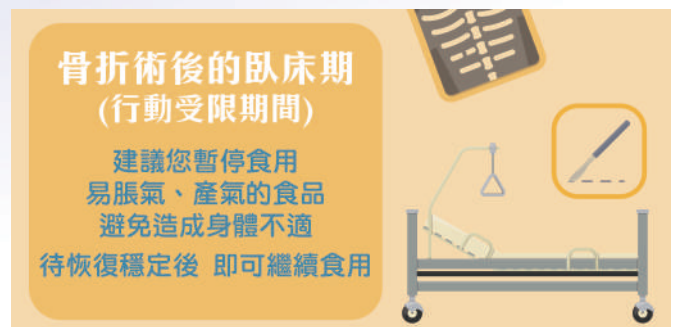 骨折術後的臥床期
(行動受限期間)
建議您暫停食用
易脹氣、產氣的食品
避免造成身體不適
待恢復穩定後 即可繼續食用